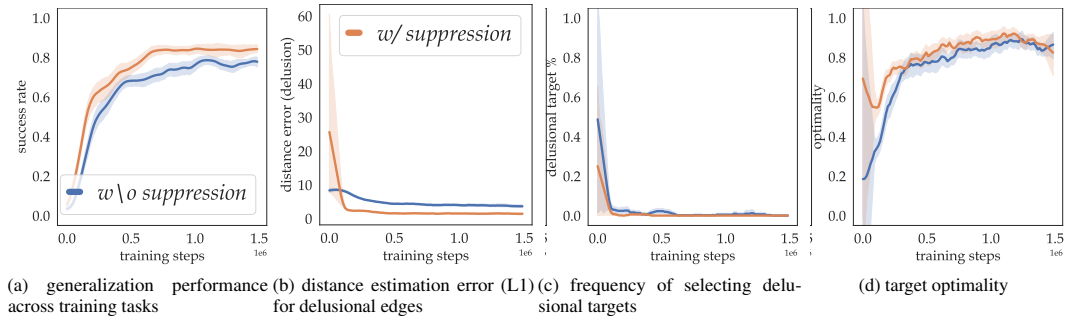 1.0
0.8
0.6
0.4
0.2
0.0
success rate
w\o suppression
0.0 0.5 1.0 1.5
training steps 1e6
60
50
40
30
20
10
0
distance error (delusion)
w/ suppression
0.0 0.5 1.0 1.5
training steps 1e6
1.0
0.8
0.6
0.4
0.2
0.0
delusional target %
0.0 0.5 1.0 1.5
training steps 1e6
1.0
0.8
0.6
0.4
0.2
0.0
optimality
0.0 0.5 1.0 1.5
training steps 1e6
(a) generalization performance
across training tasks
(b) distance estimation error (L1)
for delusional edges
(c) frequency of selecting delu-
sional targets
(d) target optimality